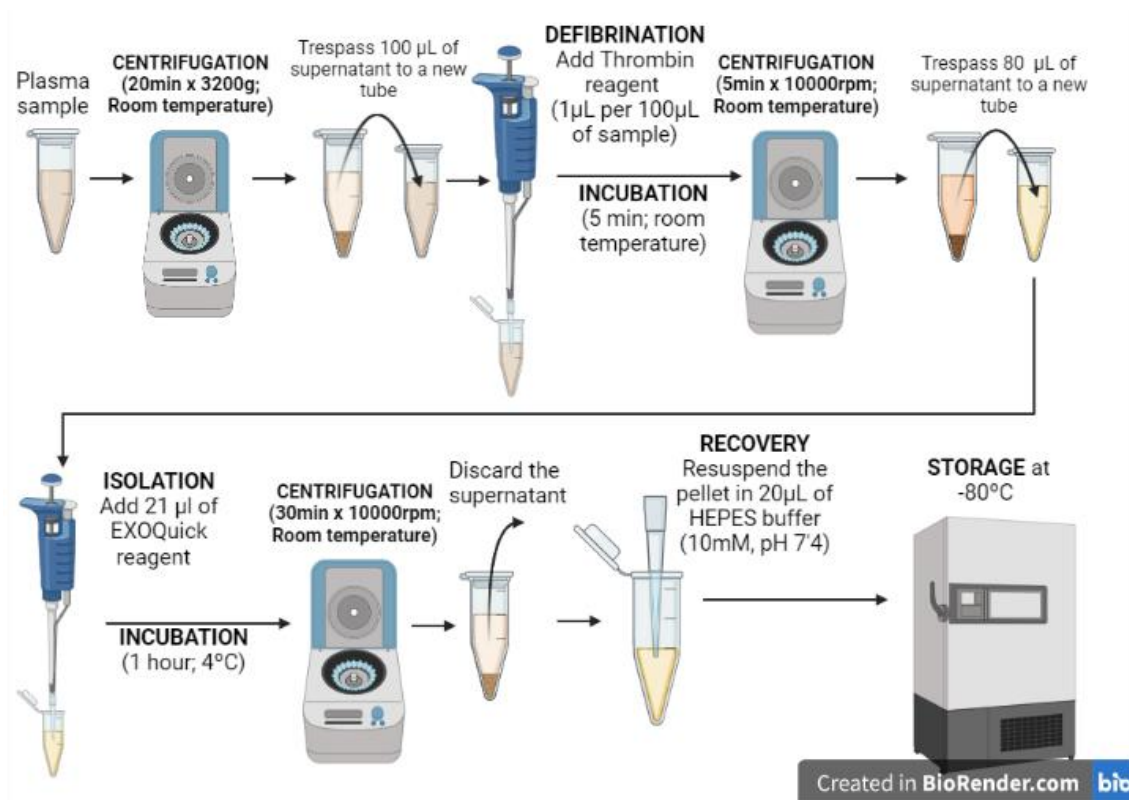 Plasma
sample
CENTRIFUGATION
(20min x 3200g;
Room temperature)
Trespass 100 µL of
supernatant to a new
tube
DEFIBRINATION
Add Thrombin
reagent
(1µL per 100µL
of sample)
INCUBATION
(5 min; room
temperature)
CENTRIFUGATION
(5min x 10000rpm;
Room temperature)
Trespass 80 µL of
supernatant to a new
tube
ISOLATION
Add 21 µl of
EXOQuick
reagent
INCUBATION
(1 hour; 4ºC)
CENTRIFUGATION
(30min x 10000rpm;
Room temperature)
Discard the
supernatant
RECOVERY
Resuspend the
pellet in 20µL of
HEPES buffer
(10mM, pH 7'4)
STORAGE at
-80ºC
Created in BioRender.com bio